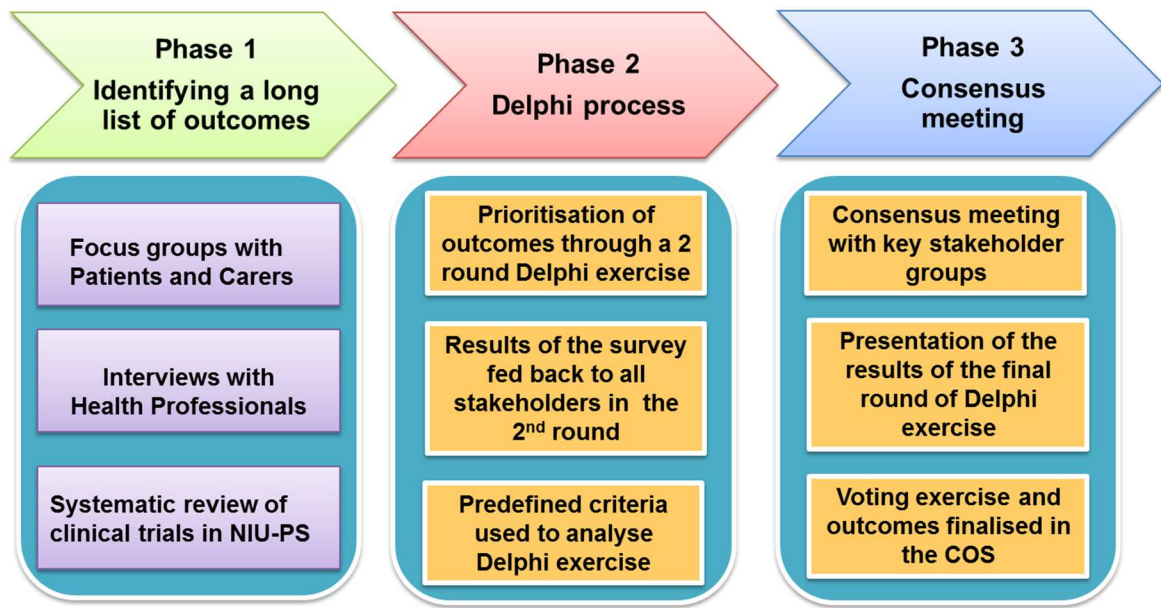 Phase 1
Identifying a long
list of outcomes
Focus groups with
Patients and Carers
Interviews with
Health Professionals
Systematic review of
clinical trials in NIU-PS
Phase 2
Delphi process
Prioritisation of
outcomes through a 2
round Delphi exercise
Results of the survey
fed back to all
stakeholders in the
2nd round
Predefined criteria
used to analyse
Delphi exercise
Phase 3
Consensus
meeting
Consensus meeting
with key stakeholder
groups
Presentation of the
results of the final
round of Delphi
exercise
Voting exercise and
outcomes finalised in
the COS